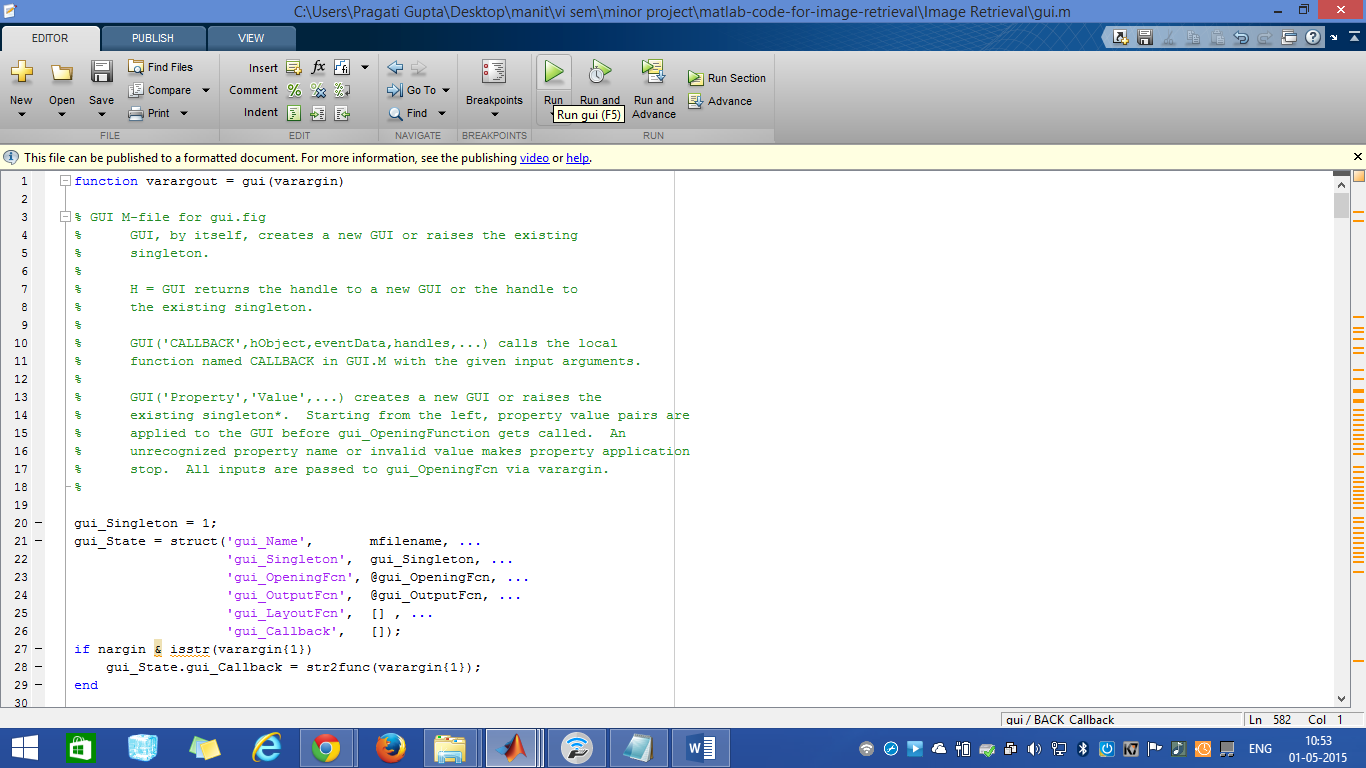 C:\Users\Pragati Gupta\Desktop\manit\vi sem\minor project\matlab-code-for-image-retrieval\Image Retrieval\gui.m
EDITOR PUBLISH VIEW
New Open Save
Find Files
Compare
Print
FILE
Insert
Comment
Indent
EDIT
Go To
Find
NAVIGATE
Breakpoints
BREAKPOINTS
Run
Run and
Run gui (F5)
Run and Advance
Run Section
Advance
RUN
This file can be published to a formatted document. For more information, see the publishing video or help.
1 function varargout = gui(varargin)
2
3 % GUI M-file for gui.fig
4 %      GUI, by itself, creates a new GUI or raises the existing
5 %      singleton.
6 %
7 %      H = GUI returns the handle to a new GUI or the handle to
8 %      the existing singleton.
9 %
10 %      GUI('CALLBACK',hObject,eventData,handles,...) calls the local
11 %      function named CALLBACK in GUI.M with the given input arguments.
12 %
13 %      GUI('Property','Value',...) creates a new GUI or raises the
14 %      existing singleton*.  Starting from the left, property value pairs are
15 %      applied to the GUI before gui_OpeningFunction gets called.  An
16 %      unrecognized property name or invalid value makes property application
17 %      stop.  All inputs are passed to gui_OpeningFcn via varargin.
18 %
19
20 gui_Singleton = 1;
21 gui_State = struct('gui_Name',       mfilename, ...
22                    'gui_Singleton',  gui_Singleton, ...
23                    'gui_OpeningFcn', @gui_OpeningFcn, ...
24                    'gui_OutputFcn',  @gui_OutputFcn, ...
25                    'gui_LayoutFcn',  [] , ...
26                    'gui_Callback',   []);
27 if nargin & isstr(varargin{1})
28     gui_State.gui_Callback = str2func(varargin{1});
29 end
30
gui / BACK Callback
Ln 582 Col 1
ENG
10:53
01-05-2015